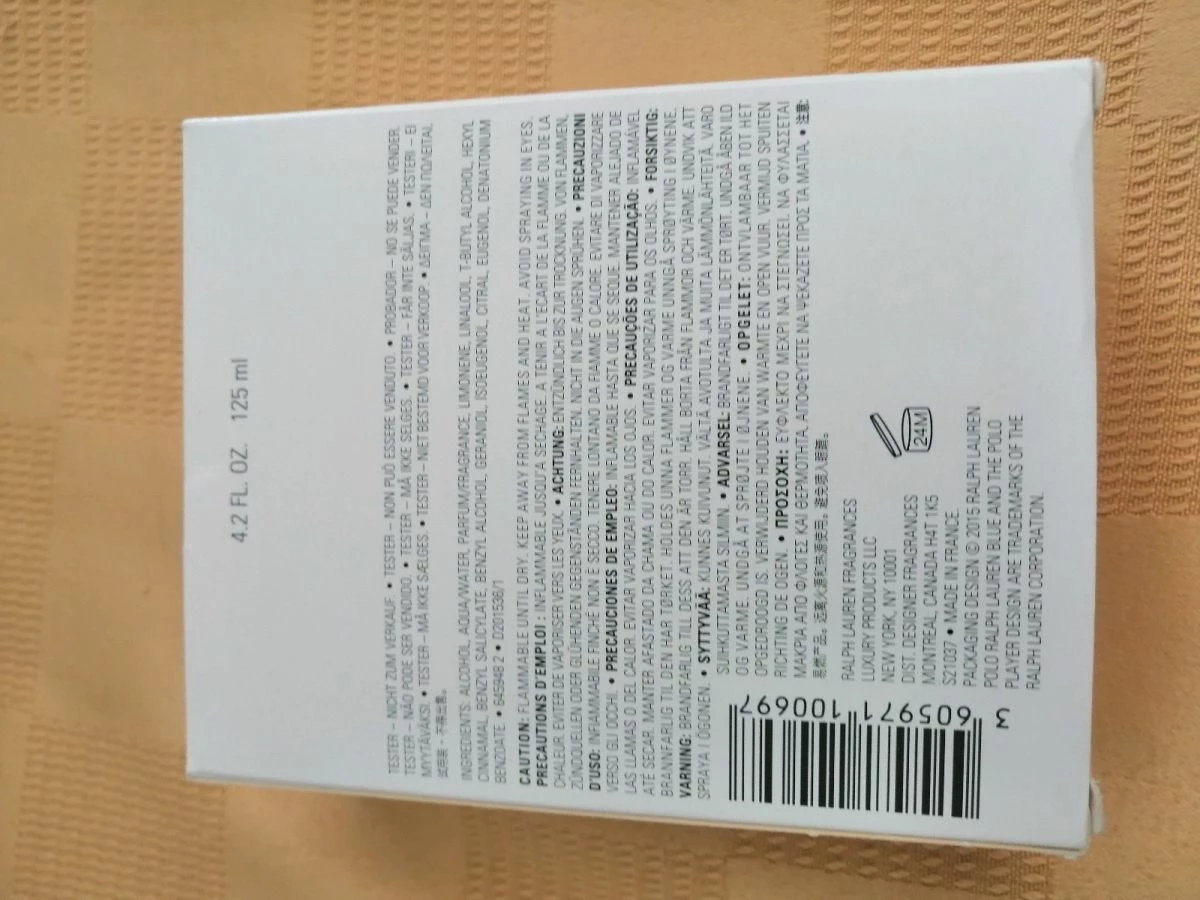 4.2 FL. OZ. 125 ml
TESTER – NICHT ZUM VERKAUF. • TESTER – NON PUÒ ESSERE VENDUTO. • PROBADOR – NO SE PUEDE VENDER.
TESTER – NÃO PODE SER VENDIDO. • TESTER – MÅ IKKE SELGES. • TESTER – FÅR INTE SÄLJAS. • TESTERI – EI
MYYTÄVÄKSI. • TESTER – MÅ IKKE SÆLGES. • TESTER – NIET BESTEMD VOOR VERKOOP. • ΔΕΙΓΜΑ – ΔΕΝ ΠΩΛΕΙΤΑΙ.
试用装，不得出售。
INGREDIENTS: ALCOHOL, AQUA/WATER, PARFUM/FRAGRANCE, LIMONENE, LINALOOL, T-BUTYL ALCOHOL, HEXYL
CINNAMAL, BENZYL SALICYLATE, BENZYL ALCOHOL, GERANIOL, ISOEUGENOL, CITRAL, EUGENOL, DENATONIUM
BENZOATE • 645948 2 • D201536/1
CAUTION: FLAMMABLE UNTIL DRY. KEEP AWAY FROM FLAMES AND HEAT. AVOID SPRAYING IN EYES.
PRECAUTIONS D'EMPLOI : INFLAMMABLE JUSQU'A SECHAGE. A TENIR A L'ECART DE LA FLAMME OU DE LA
CHALEUR. EVITER DE VAPORISER VERS LES YEUX. • ACHTUNG: ENTZÜNDLICH BIS ZUR TROCKNUNG. VON FLAMMEN,
ZÜNDQUELLEN ODER GLÜHENDEN GEGENSTÄNDEN FERNHALTEN. NICHT IN DIE AUGEN SPRÜHEN. • PRECAUZIONI
D'USO: INFIAMMABILE FINCHÉ NON È SECCO. TENERE LONTANO DA FIAMME O CALORE. EVITARE DI VAPORIZZARE
VERSO GLI OCCHI. • PRECAUCIONES DE EMPLEO: INFLAMABLE HASTA QUE SE SEQUE. MANTENER ALEJADO DE
LAS LLAMAS O DEL CALOR. EVITAR VAPORIZAR HACIA LOS OJOS. • PRECAUÇÕES DE UTILIZAÇÃO: INFLAMÁVEL
ATÉ SECAR. MANTER AFASTADO DA CHAMA OU DO CALOR. EVITAR VAPORIZAR PARA OS OLHOS. • FORSIKTIG:
BRANNFARLIG TIL DEN HAR TØRKET. HOLDES UNNA FLAMMER OG VARME. UNNGÅ SPRØYTING I ØYNENE.
VARNING: BRANDFARLIG TILL DESS ATT DEN ÄR TORR. HÅLL BORTA FRÅN FLAMMOR OCH VÄRME. UNDVIK ATT
SPRAYA I ÖGONEN. • SYTTYVÄÄ: KUNNES KUIVUNUT. VÄLTÄ AVOTULTA JA MUITA LÄMMÖNLÄHTEITÄ. VARO
SUIHKUTTAMASTA SILMIIN. • ADVARSEL: BRANDFARLIGT TIL DET ER TØRT. UNDGÅ ÅBEN ILD
OG VARME. UNDGÅ AT SPRØJTE I ØJNENE. • OPGELET: ONTVLAMBAAR TOT HET
OPGEDROOGD IS. VERWIJDERD HOUDEN VAN WARMTE EN OPEN VUUR. VERMIJD SPUITEN
RICHTING DE OGEN. • ΠΡΟΣΟΧΗ: ΕΥΦΛΕΚΤΟ ΜΕΧΡΙ ΝΑ ΣΤΕΓΝΩΣΕΙ. ΝΑ ΦΥΛΑΣΣΕΤΑΙ
ΜΑΚΡΙΑ ΑΠΟ ΦΛΟΓΕΣ ΚΑΙ ΘΕΡΜΟΤΗΤΑ. ΑΠΟΦΕΥΓΕΤΕ ΝΑ ΨΕΚΑΖΕΤΕ ΠΡΟΣ ΤΑ ΜΑΤΙΑ. • 注意:
易燃产品。远离火源和热源使用。避免喷入眼睛。
RALPH LAUREN FRAGRANCES
LUXURY PRODUCTS LLC
NEW YORK, NY 10001
DIST. DESIGNER FRAGRANCES
MONTREAL, CANADA H4T 1K5
S21037 • MADE IN FRANCE.
PACKAGING DESIGN © 2015 RALPH LAUREN
POLO RALPH LAUREN BLUE AND THE POLO
PLAYER DESIGN ARE TRADEMARKS OF THE
RALPH LAUREN CORPORATION.
24M
3 605971 100697